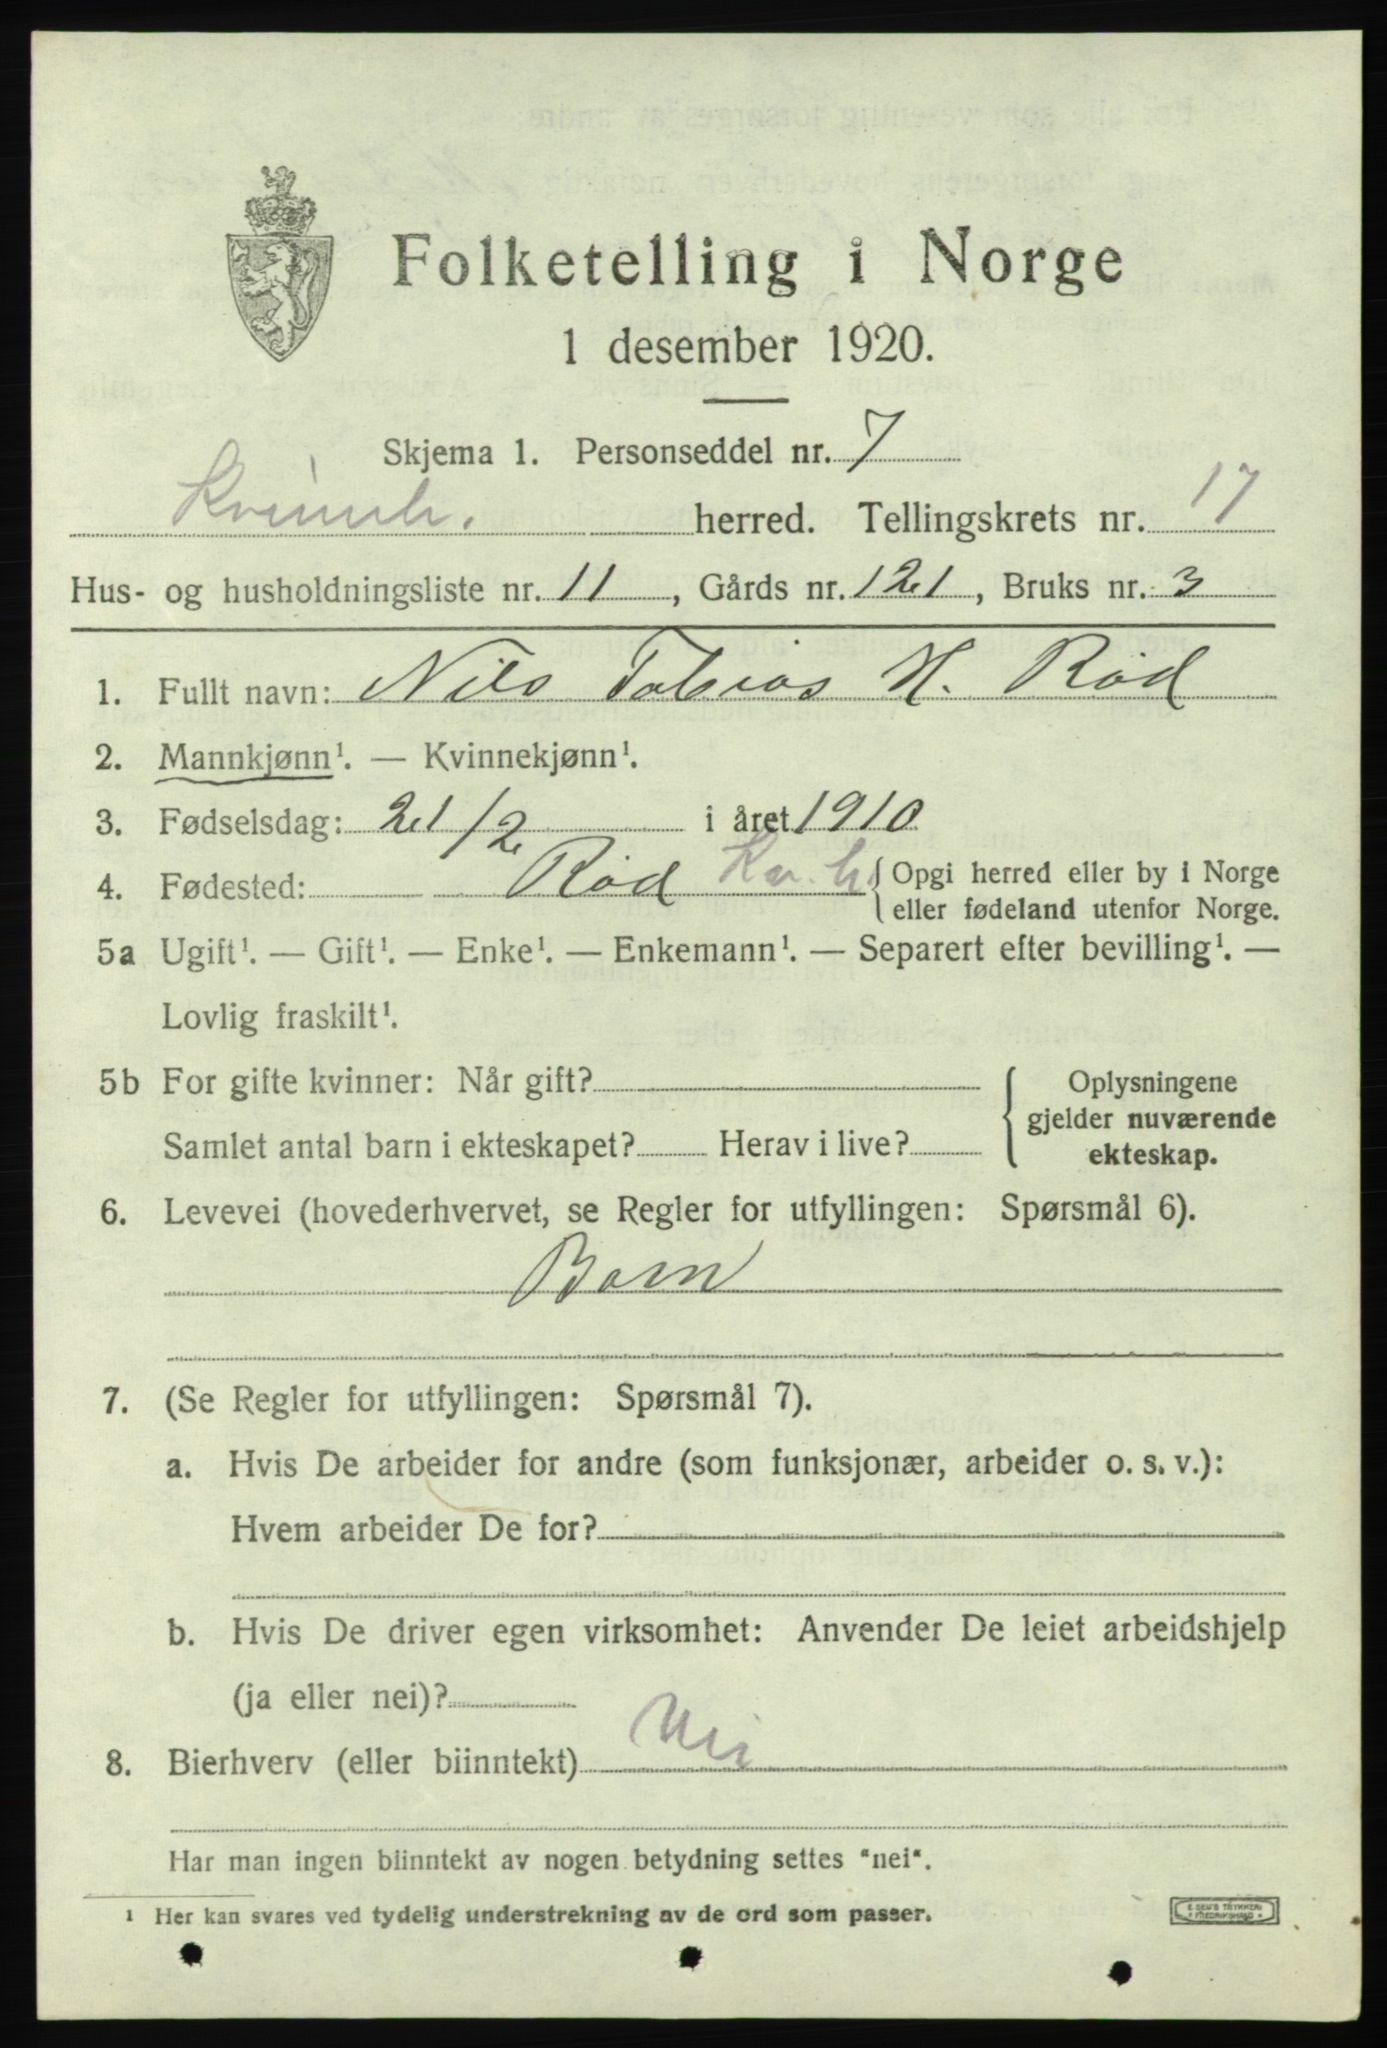 Folketelling i Norge
1 desember 1920.
Skjema 1. Personseddel nr. 7
Kvinnh. herred. Tellingskrets nr. 17
Hus- og husholdningsliste nr. 11, Gårds nr. 121, Bruks nr. 3
1. Fullt navn: Nils Tobias H. Röd
2. Mannkjønn¹. — Kvinnekjønn¹.
3. Fødselsdag: 21/2 i året 1910
4. Fødested: Röd Kv.h. {Opgi herred eller by i Norge
eller fødeland utenfor Norge.
5a Ugift¹. — Gift¹. — Enke¹. — Enkemann¹. — Separert efter bevilling¹. —
Lovlig fraskilt¹.
5b For gifte kvinner: Når gift? { Oplysningene
gjelder nuværende
Samlet antal barn i ekteskapet? Herav i live? ekteskap.
6. Levevei (hovederhvervet, se Regler for utfyllingen: Spørsmål 6).
Barn
7. (Se Regler for utfyllingen: Spørsmål 7).
a. Hvis De arbeider for andre (som funksjonær, arbeider o. s. v.):
Hvem arbeider De for?
b. Hvis De driver egen virksomhet: Anvender De leiet arbeidshjelp
(ja eller nei)?
8. Bierhverv (eller biinntekt) Nei
Har man ingen biinntekt av nogen betydning settes "nei".
¹ Her kan svares ved tydelig understrekning av de ord som passer.